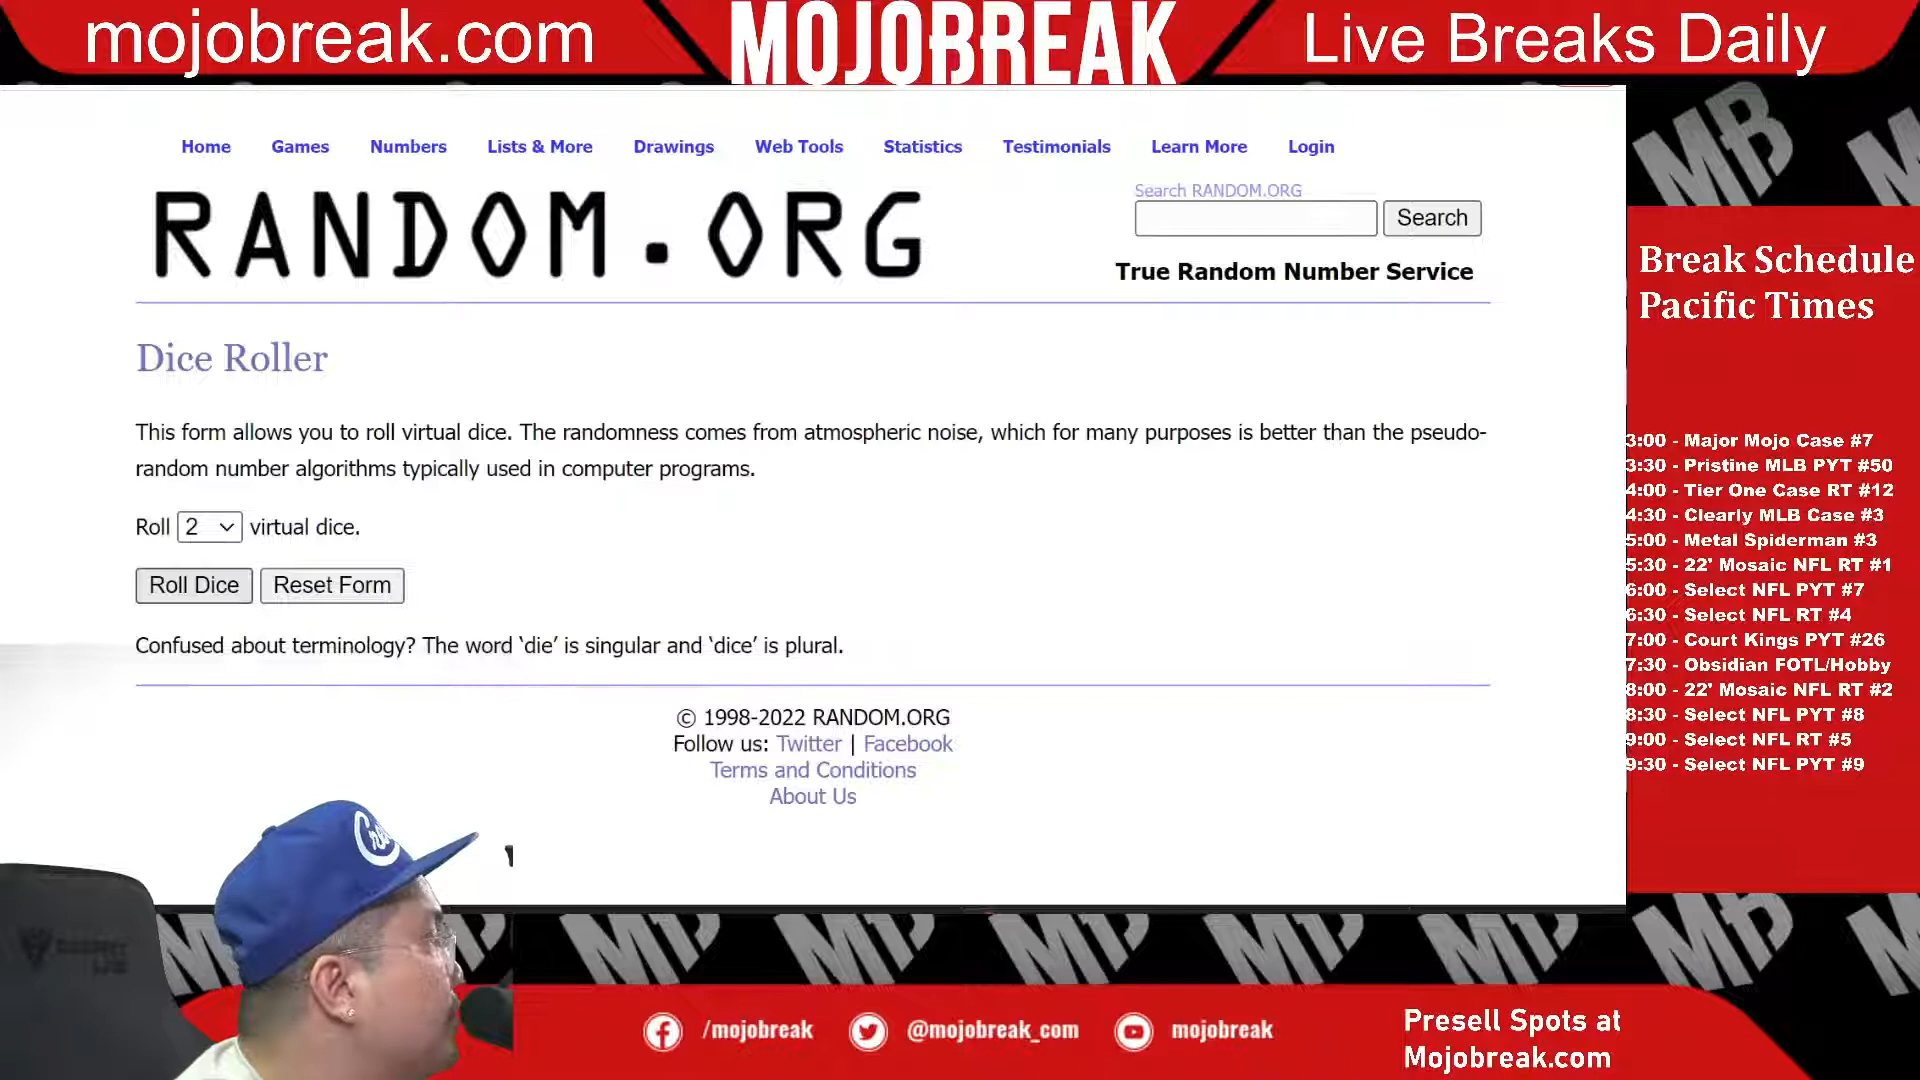 mojobreak.com
MOJOBREAK
Live Breaks Daily
Home Games Numbers Lists & More Drawings Web Tools Statistics Testimonials Learn More Login
RANDOM.ORG
Search RANDOM.ORG
Search
True Random Number Service
Dice Roller
This form allows you to roll virtual dice. The randomness comes from atmospheric noise, which for many purposes is better than the pseudo-
random number algorithms typically used in computer programs.
Roll 2 virtual dice.
Roll Dice Reset Form
Confused about terminology? The word ‘die’ is singular and ‘dice’ is plural.
© 1998-2022 RANDOM.ORG
Follow us: Twitter | Facebook
Terms and Conditions
About Us
Break Schedule
Pacific Times
3:00 - Major Mojo Case #7
3:30 - Pristine MLB PYT #50
4:00 - Tier One Case RT #12
4:30 - Clearly MLB Case #3
5:00 - Metal Spiderman #3
5:30 - 22' Mosaic NFL RT #1
6:00 - Select NFL PYT #7
6:30 - Select NFL RT #4
7:00 - Court Kings PYT #26
7:30 - Obsidian FOTL/Hobby
8:00 - 22' Mosaic NFL RT #2
8:30 - Select NFL PYT #8
9:00 - Select NFL RT #5
9:30 - Select NFL PYT #9
MB
MB MB MB MB MB MB
/mojobreak
@mojobreak_com
mojobreak
Presell Spots at
Mojobreak.com